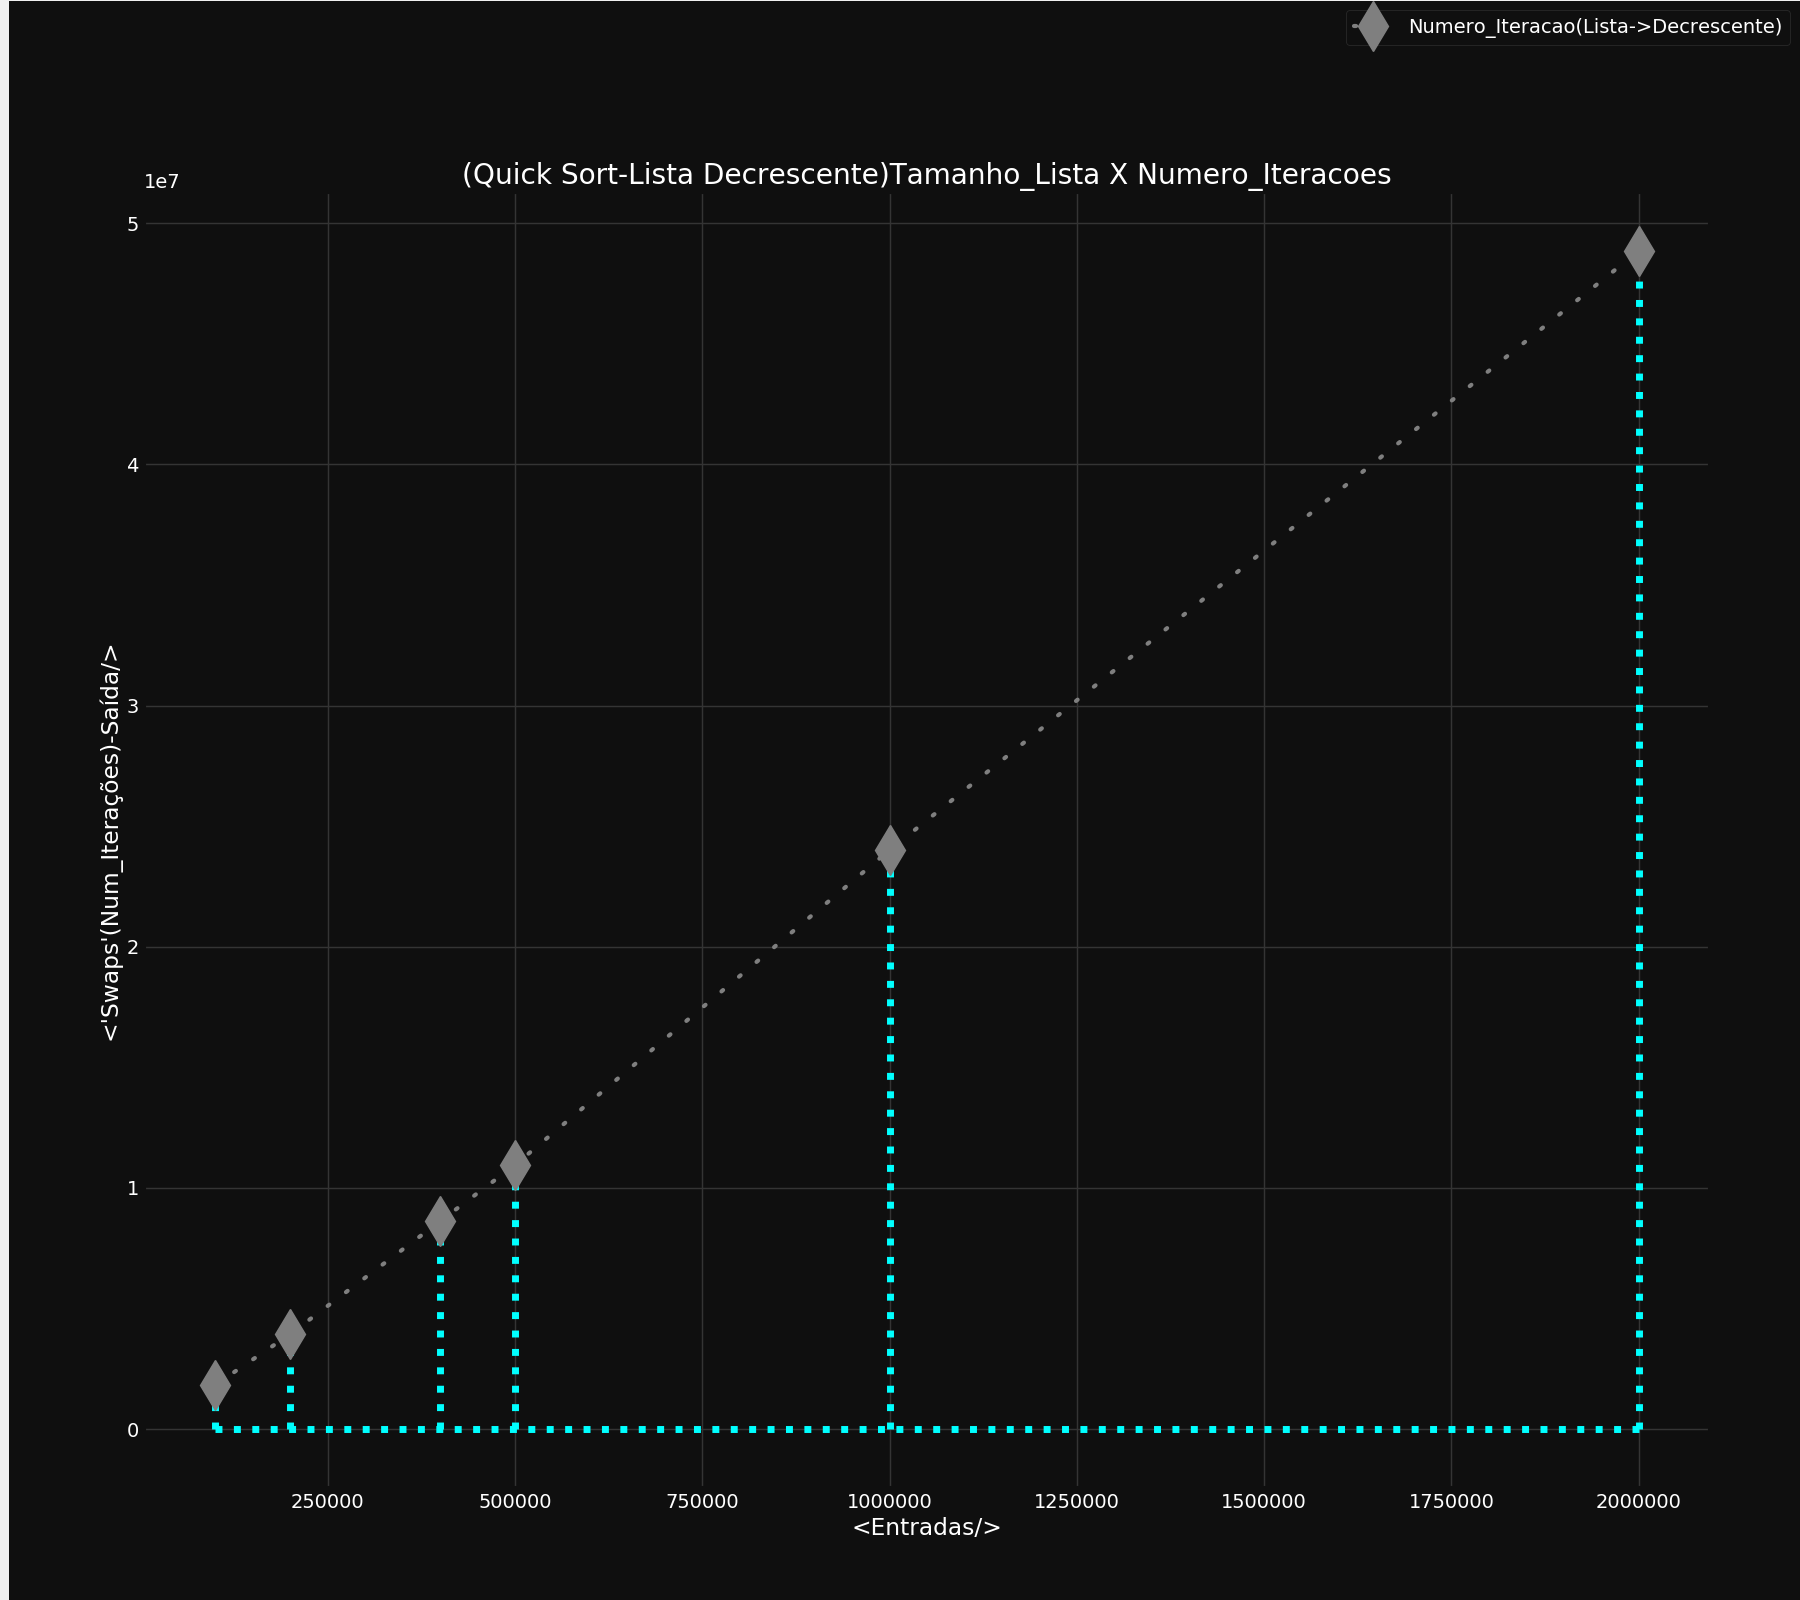 Numero_Iteracao(Lista->Decrescente)
(Quick Sort-Lista Decrescente)Tamanho_Lista X Numero_Iteracoes
1e7
5
4
3
2
1
0
<'Swaps'(Num_Iterações)-Saída/>
250000 500000 750000 1000000 1250000 1500000 1750000 2000000
<Entradas/>